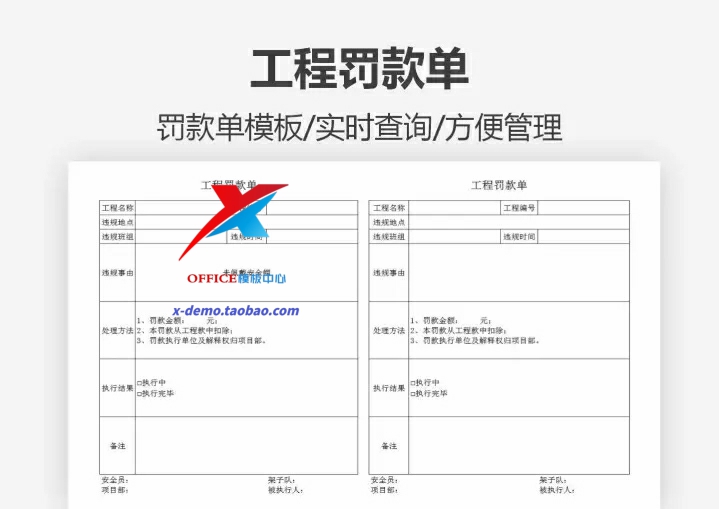 工程罚款单
罚款单模板/实时查询/方便管理
工程罚款单
工程名称
违规地点
违规班组 违规时间
违规事由 未佩戴安全帽
处理方法
1、罚款金额： 元；
2、本罚款从工程款中扣除；
3、罚款执行单位及解释权归项目部。
执行结果
□执行中
□执行完毕
备注
安全员： 架子队：
项目部： 被执行人：
OFFICE模板中心
x-demo.taobao.com
工程罚款单
工程名称 工程编号
违规地点
违规班组 违规时间
违规事由
处理方法
1、罚款金额： 元；
2、本罚款从工程款中扣除；
3、罚款执行单位及解释权归项目部。
执行结果
□执行中
□执行完毕
备注
安全员： 架子队：
项目部： 被执行人：